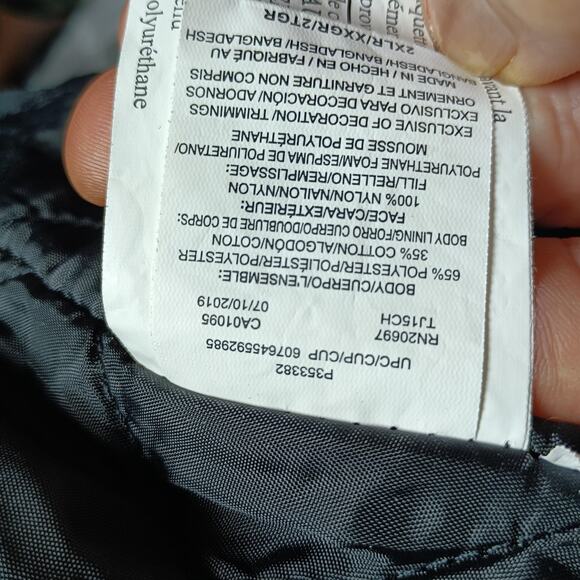 P353382
UPC/CUP/CUP 607645592985
RN20697 CA01095
TJ15CH 07/10/2019
BODY/CUERPO/L'ENSEMBLE:
65% POLYESTER/POLIÉSTER/POLYESTER
35% COTTON/ALGODÓN/COTON
BODY LINING/FORRO CUERPO/DOUBLURE DE CORPS:
FACE/CARA/EXTÉRIEUR:
100% NYLON/NAILON/NYLON
FILL/RELLENO/REMPLISSAGE:
POLYURETHANE FOAM/ESPUMA DE POLIURETANO/
MOUSSE DE POLYURÉTHANE
EXCLUSIVE OF DECORATION/ TRIMMINGS/
EXCLUSIVO PARA DECORACIÓN/ ADORNOS
ORNEMENT ET GARNITURE NON COMPRIS
MADE IN / HECHO EN / FABRIQUÉ AU
BANGLADESH/ BANGLADESH/ BANGLADESH
2XLR/XXGR/2TGR
olyuréthane